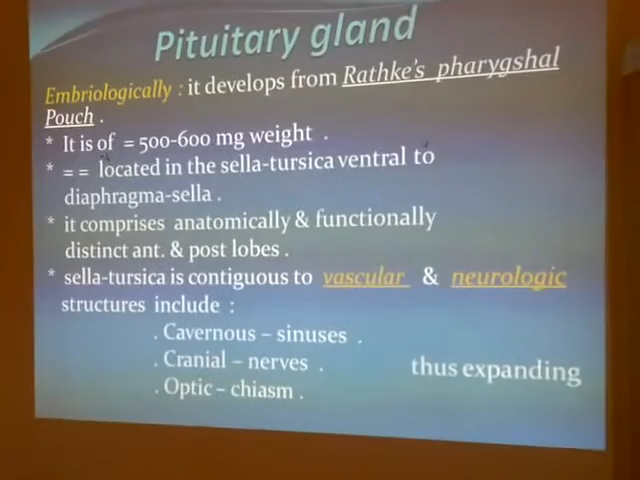 Pituitary gland
Embriologically : it develops from Rathke's pharygshal
Pouch .
* It is of = 500-600 mg weight .
* = = located in the sella-tursica ventral to
diaphragma-sella .
* it comprises anatomically & functionally
distinct ant. & post lobes .
* sella-tursica is contiguous to vascular & neurologic
structures include :
. Cavernous – sinuses .
. Cranial – nerves . thus expanding
. Optic – chiasm .